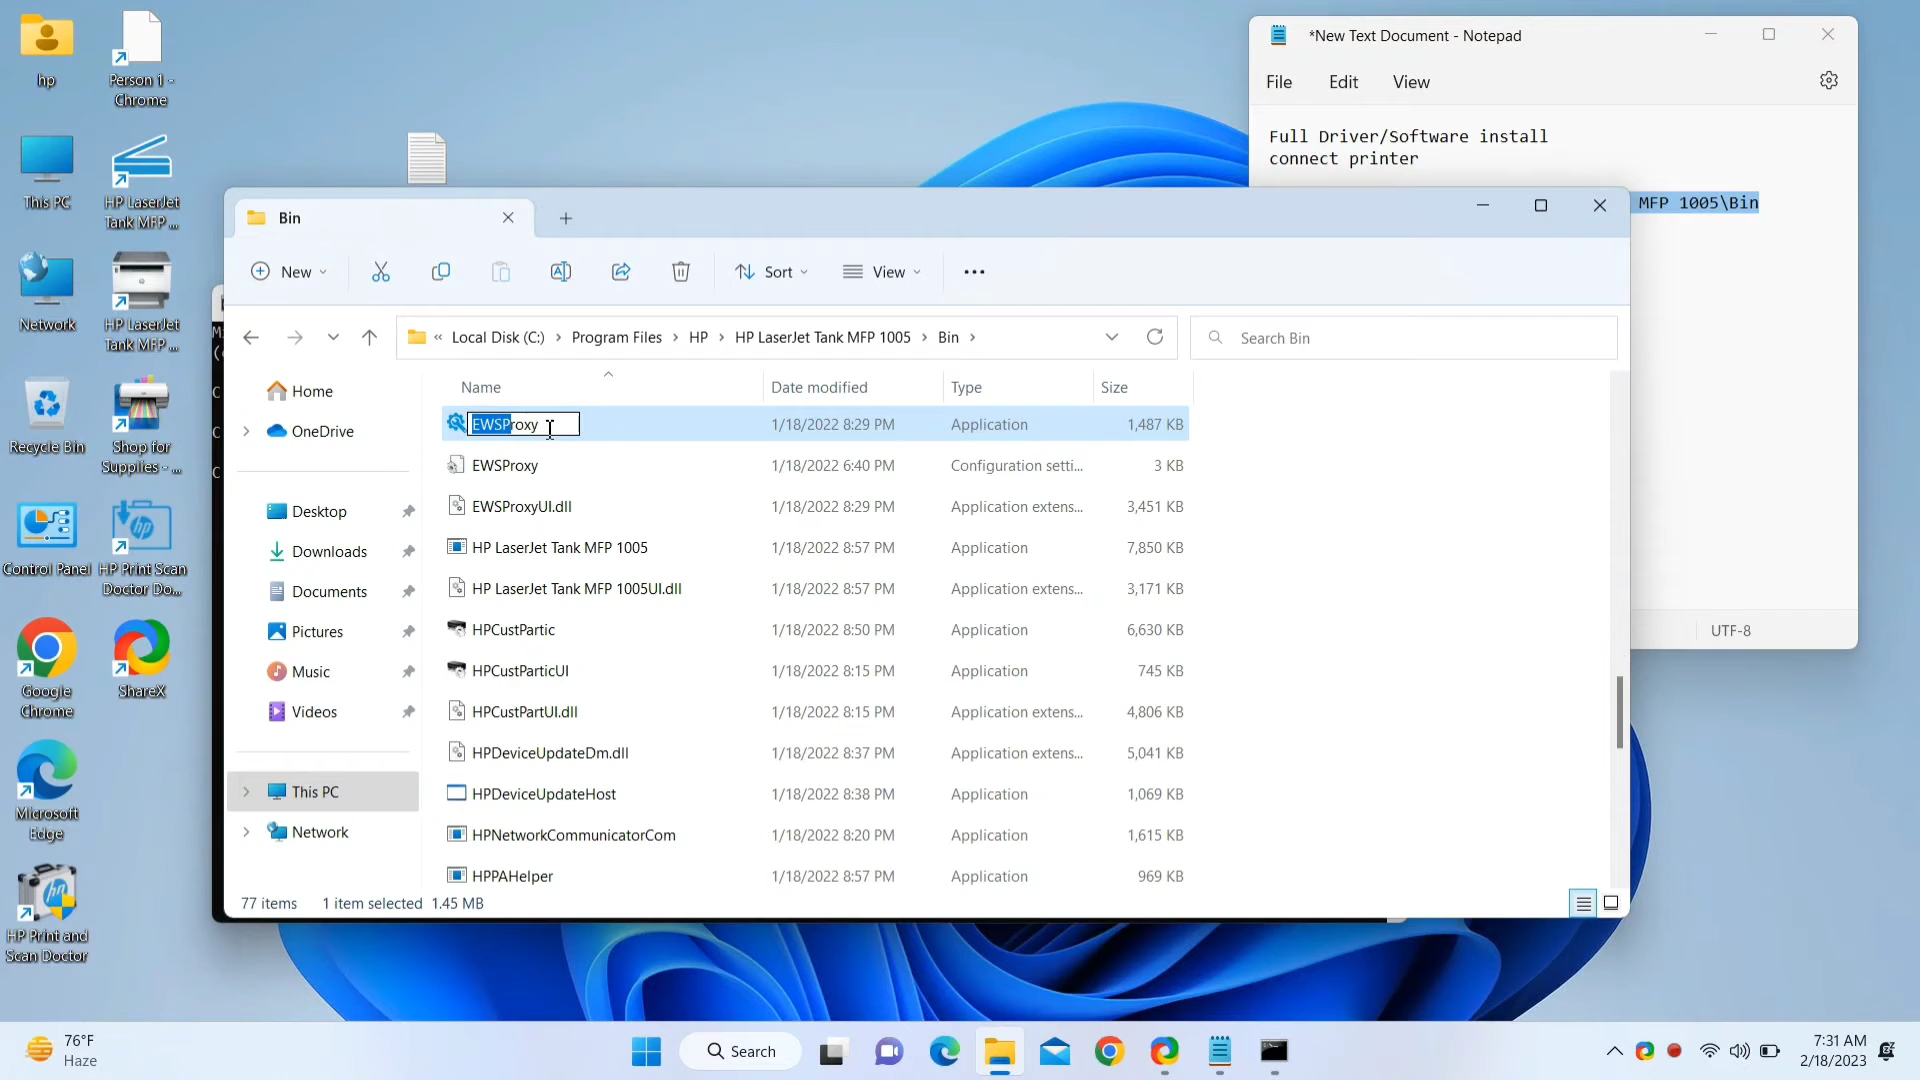 hp
Person 1 -
Chrome
This PC
HP LaserJet
Tank MFP ...
Network
HP LaserJet
Tank MFP ...
Recycle Bin
Shop for
Supplies - ...
Control Panel
HP Print Scan
Doctor Do...
Google
Chrome
ShareX
Microsoft
Edge
HP Print and
Scan Doctor
*New Text Document - Notepad
File
Edit
View
Full Driver/Software install
connect printer
MFP 1005\Bin
UTF-8
Bin
New
Sort
View
« Local Disk (C:) › Program Files › HP › HP LaserJet Tank MFP 1005 › Bin ›
Search Bin
Home
OneDrive
Desktop
Downloads
Documents
Pictures
Music
Videos
This PC
Network
Name Date modified Type Size
EWSProxy 1/18/2022 8:29 PM Application 1,487 KB
EWSProxy 1/18/2022 6:40 PM Configuration setti... 3 KB
EWSProxyUI.dll 1/18/2022 8:29 PM Application extens... 3,451 KB
HP LaserJet Tank MFP 1005 1/18/2022 8:57 PM Application 7,850 KB
HP LaserJet Tank MFP 1005UI.dll 1/18/2022 8:57 PM Application extens... 3,171 KB
HPCustPartic 1/18/2022 8:50 PM Application 6,630 KB
HPCustParticUI 1/18/2022 8:15 PM Application 745 KB
HPCustPartUI.dll 1/18/2022 8:15 PM Application extens... 4,806 KB
HPDeviceUpdateDm.dll 1/18/2022 8:37 PM Application extens... 5,041 KB
HPDeviceUpdateHost 1/18/2022 8:38 PM Application 1,069 KB
HPNetworkCommunicatorCom 1/18/2022 8:20 PM Application 1,615 KB
HPPAHelper 1/18/2022 8:57 PM Application 969 KB
77 items 1 item selected 1.45 MB
76°F
Haze
Search
7:31 AM
2/18/2023